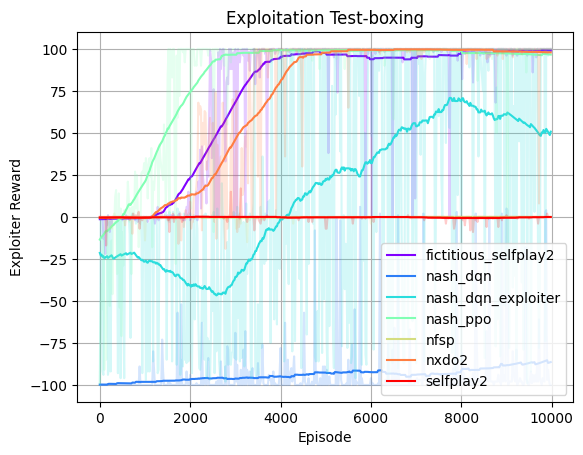 Exploitation Test-boxing
Exploiter Reward
100
75
50
25
0
−25
−50
−75
−100
fictitious_selfplay2
nash_dqn
nash_dqn_exploiter
nash_ppo
nfsp
nxdo2
selfplay2
0 2000 4000 6000 8000 10000
Episode